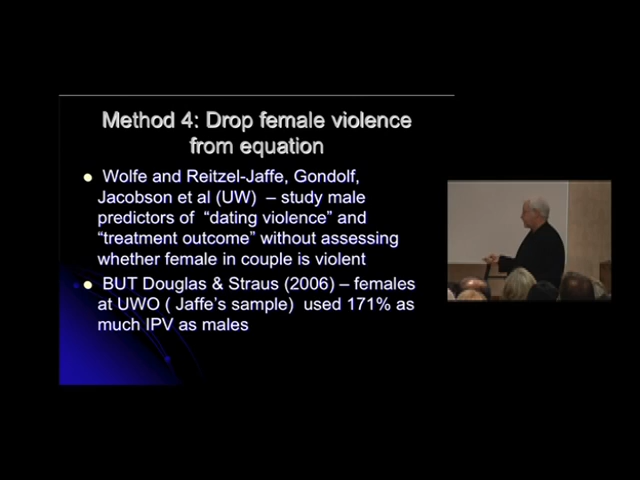 Method 4: Drop female violence
from equation
Wolfe and Reitzel-Jaffe, Gondolf,
Jacobson et al (UW) – study male
predictors of “dating violence” and
“treatment outcome” without assessing
whether female in couple is violent
BUT Douglas & Straus (2006) – females
at UWO ( Jaffe’s sample) used 171% as
much IPV as males